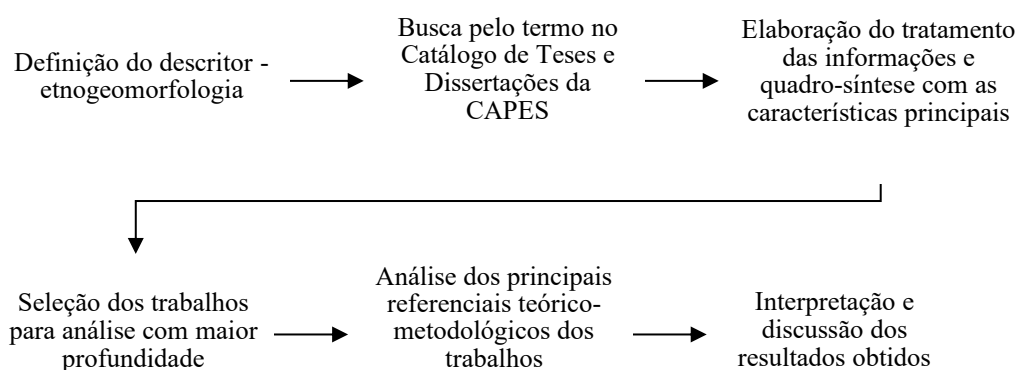 Definição do descritor -
etnogeomorfologia
Busca pelo termo no
Catálogo de Teses e
Dissertações da
CAPES
Elaboração do tratamento
das informações e
quadro-síntese com as
características principais
Seleção dos trabalhos
para análise com maior
profundidade
Análise dos principais
referenciais teórico-
metodológicos dos
trabalhos
Interpretação e
discussão dos
resultados obtidos